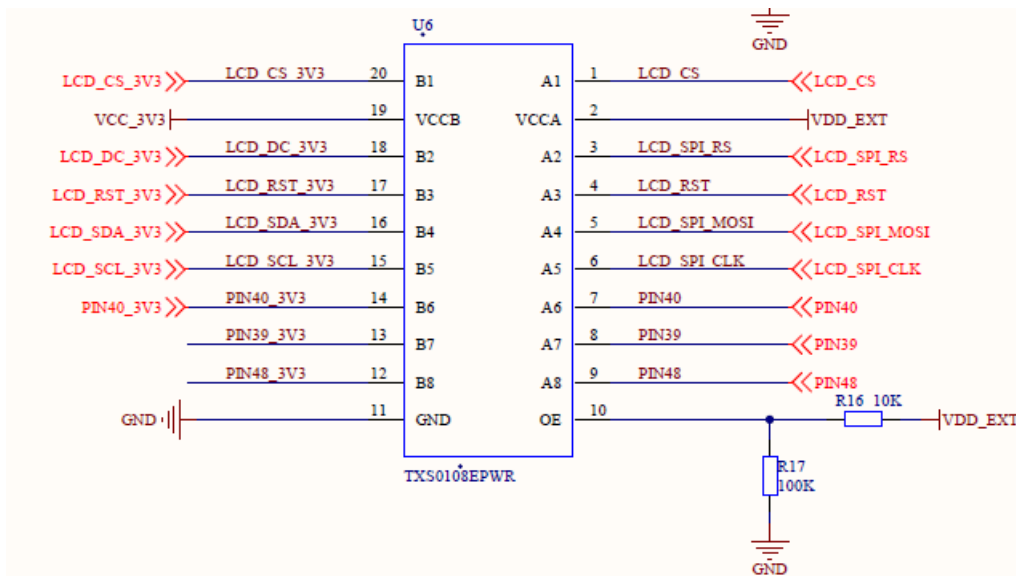 U6
GND
LCD_CS_3V3 LCD_CS_3V3 20 B1 A1 1 LCD_CS LCD_CS
VCC_3V3 19 VCCB VCCA 2 VDD_EXT
LCD_DC_3V3 LCD_DC_3V3 18 B2 A2 3 LCD_SPI_RS LCD_SPI_RS
LCD_RST_3V3 LCD_RST_3V3 17 B3 A3 4 LCD_RST LCD_RST
LCD_SDA_3V3 LCD_SDA_3V3 16 B4 A4 5 LCD_SPI_MOSI LCD_SPI_MOSI
LCD_SCL_3V3 LCD_SCL_3V3 15 B5 A5 6 LCD_SPI_CLK LCD_SPI_CLK
PIN40_3V3 PIN40_3V3 14 B6 A6 7 PIN40 PIN40
PIN39_3V3 13 B7 A7 8 PIN39 PIN39
PIN48_3V3 12 B8 A8 9 PIN48 PIN48
R16 10K
GND 11 GND OE 10 VDD_EXT
R17
TXS0108EPWR 100K
GND